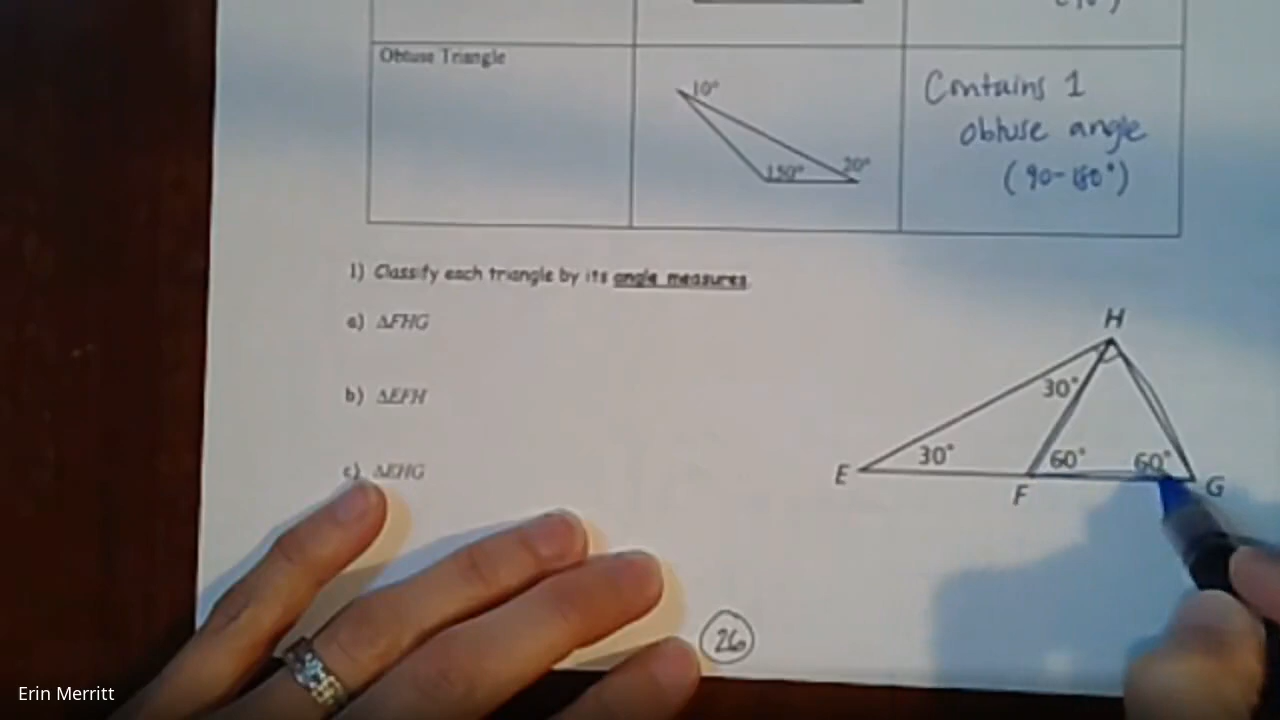 Obtuse Triangle
10°
150°
20°
Contains 1
obtuse angle
(90-180°)
1) Classify each triangle by its angle measures.
a) ΔFHG
b) ΔEFH
c) ΔEHG
H
30°
30°
60°
60°
E
F
G
26
Erin Merritt